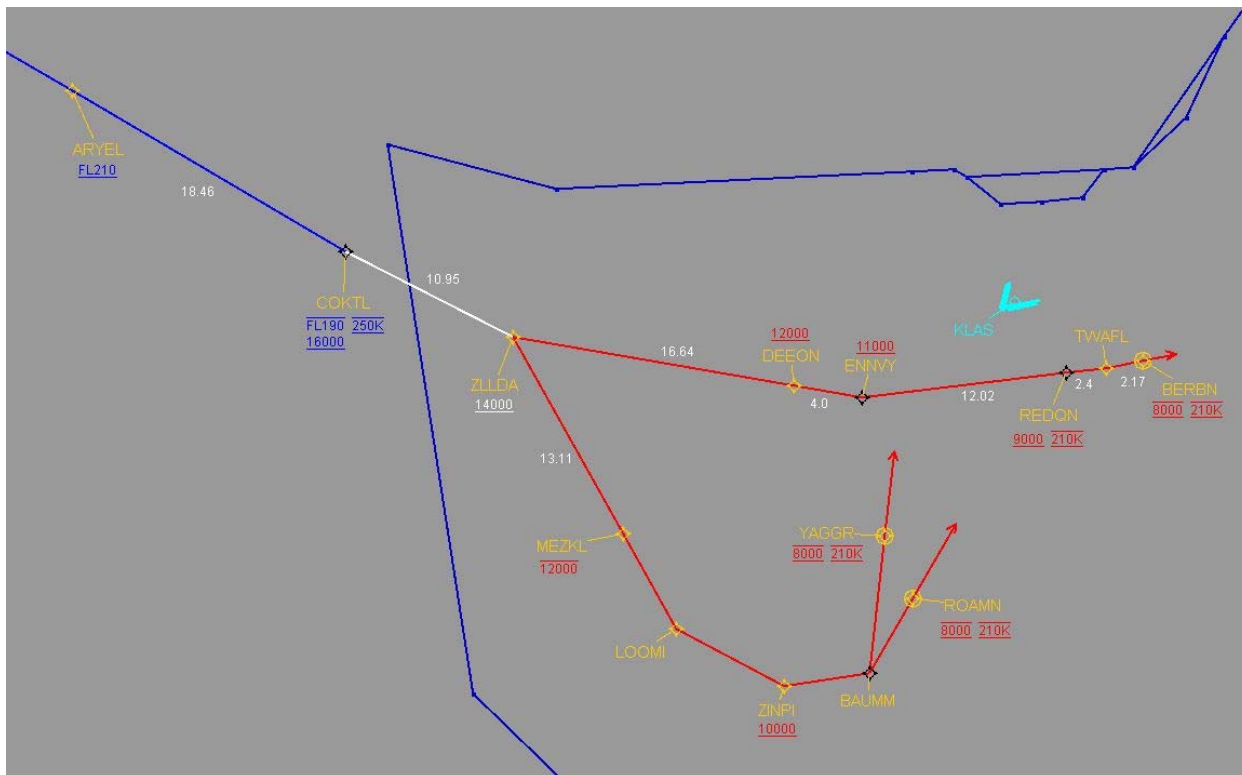 ARYEL
FL210
18.46
COKTL
FL190 250K
16000
10.95
ZLLDA
14000
16.64
12000
DEEON
4.0
11000
ENNVY
12.02
KLAS
REDQN
9000 210K
2.4
TWAFL
2.17
BERBN
8000 210K
13.11
MEZKL
12000
LOOMI
ZINPI
10000
BAUMM
YAGGR
8000 210K
ROAMN
8000 210K